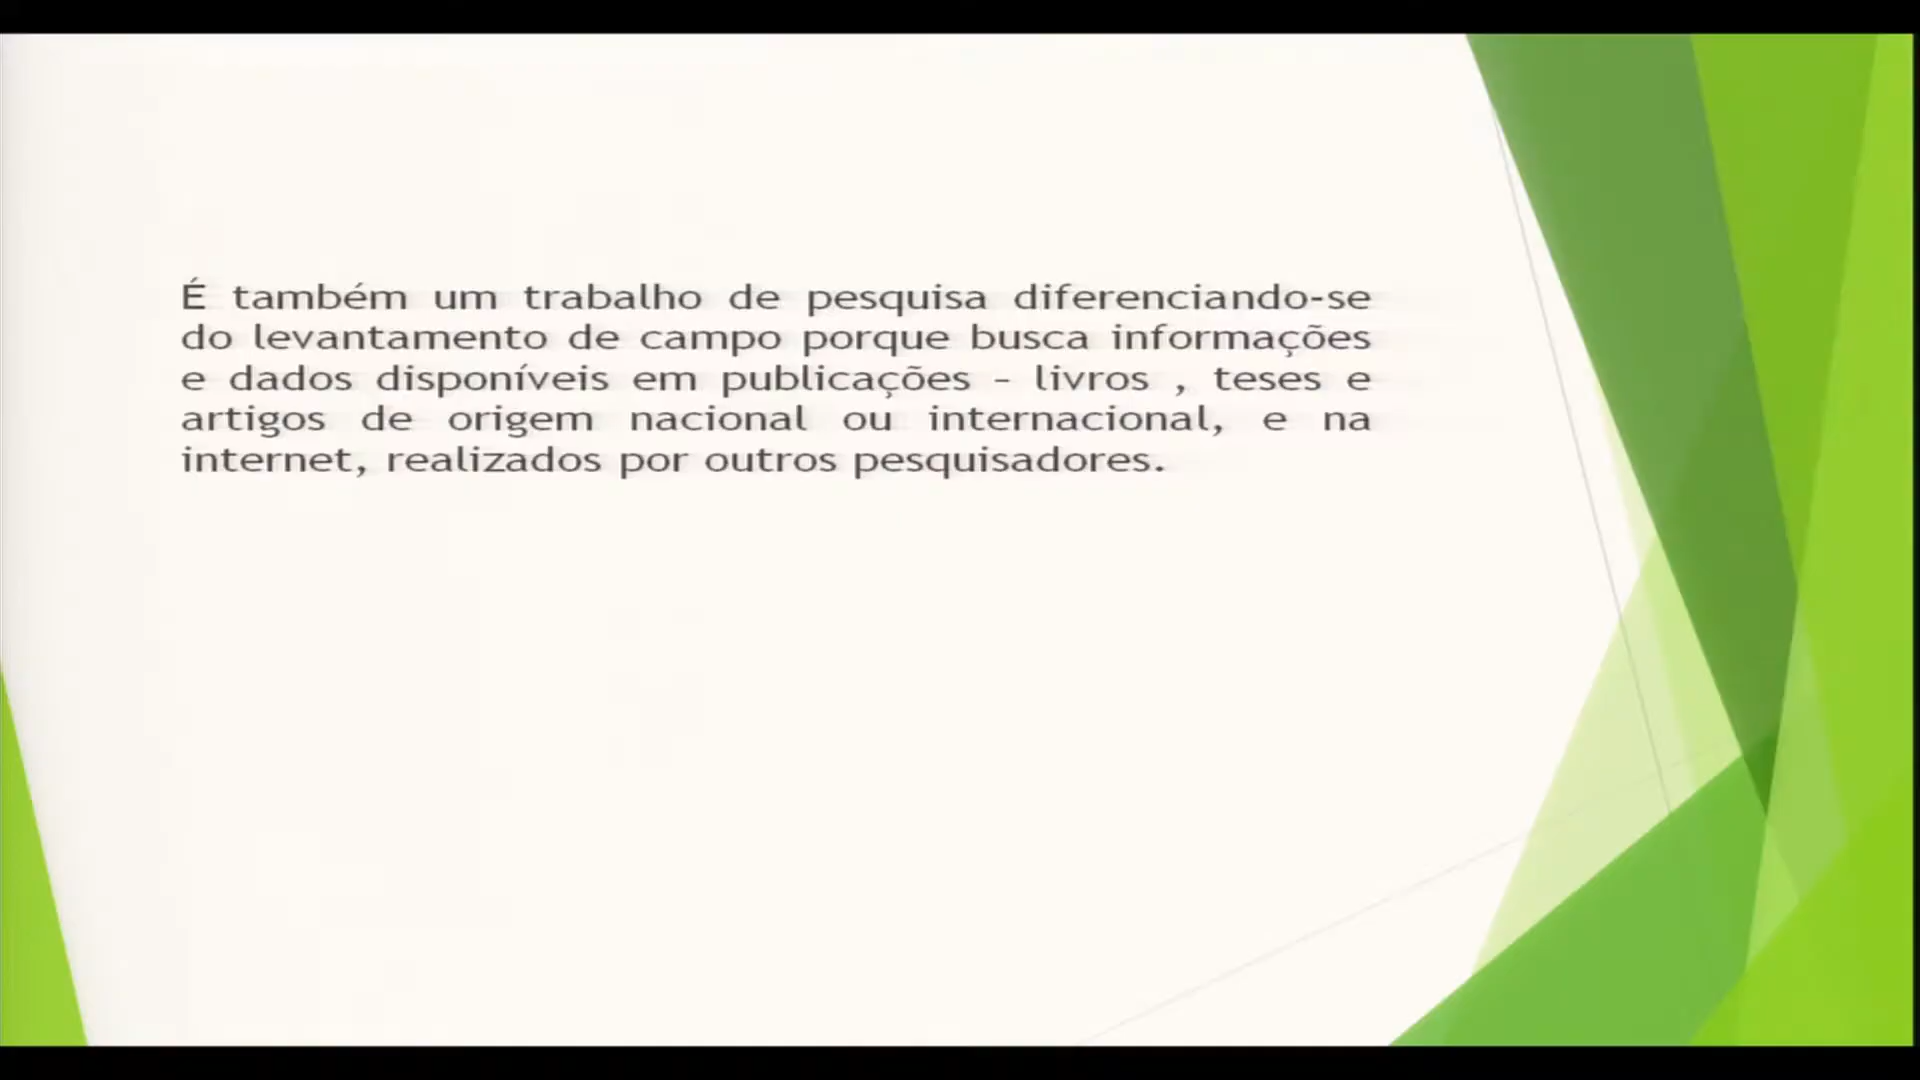 É também um trabalho de pesquisa diferenciando-se
do levantamento de campo porque busca informações
e dados disponíveis em publicações – livros , teses e
artigos de origem nacional ou internacional, e na
internet, realizados por outros pesquisadores.